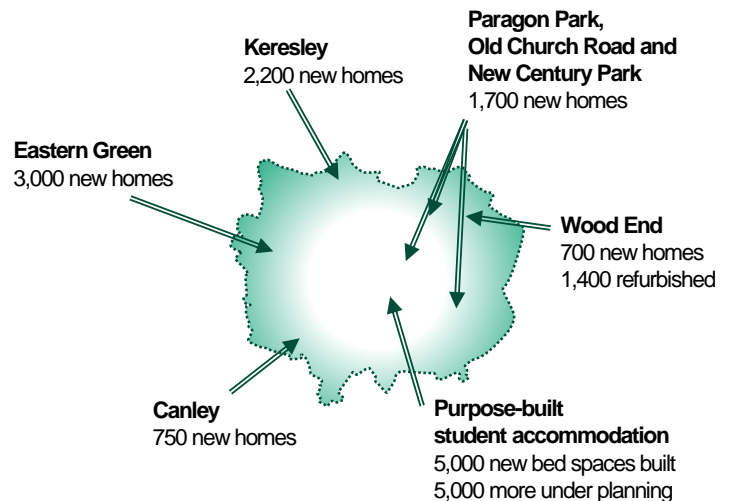 Keresley
2,200 new homes
Paragon Park,
Old Church Road and
New Century Park
1,700 new homes
Eastern Green
3,000 new homes
Wood End
700 new homes
1,400 refurbished
Canley
750 new homes
Purpose-built
student accommodation
5,000 new bed spaces built
5,000 more under planning